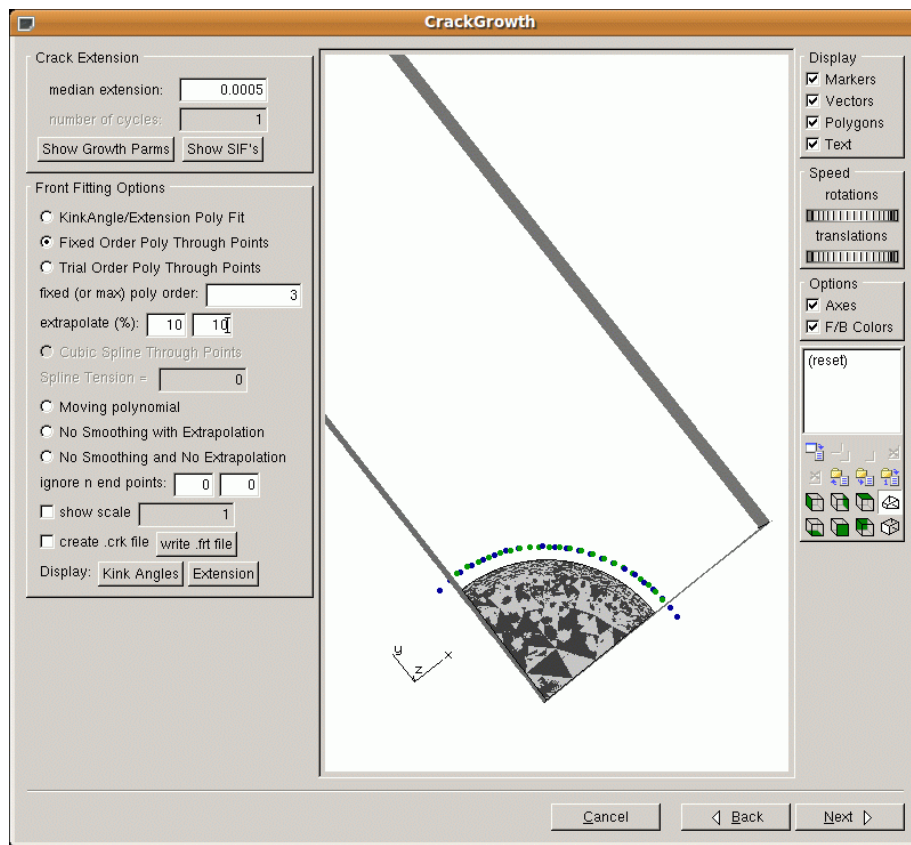 CrackGrowth
Crack Extension
median extension: 0.0005
number of cycles: 1
Show Growth Parms Show SIF's
Front Fitting Options
KinkAngle/Extension Poly Fit
Fixed Order Poly Through Points
Trial Order Poly Through Points
fixed (or max) poly order: 3
extrapolate (%): 10 10
Cubic Spline Through Points
Spline Tension = 0
Moving polynomial
No Smoothing with Extrapolation
No Smoothing and No Extrapolation
ignore n end points: 0 0
show scale 1
create .crk file write .frt file
Display: Kink Angles Extension
y
z
x
Display
Markers
Vectors
Polygons
Text
Speed
rotations
translations
Options
Axes
F/B Colors
(reset)
Cancel
Back
Next